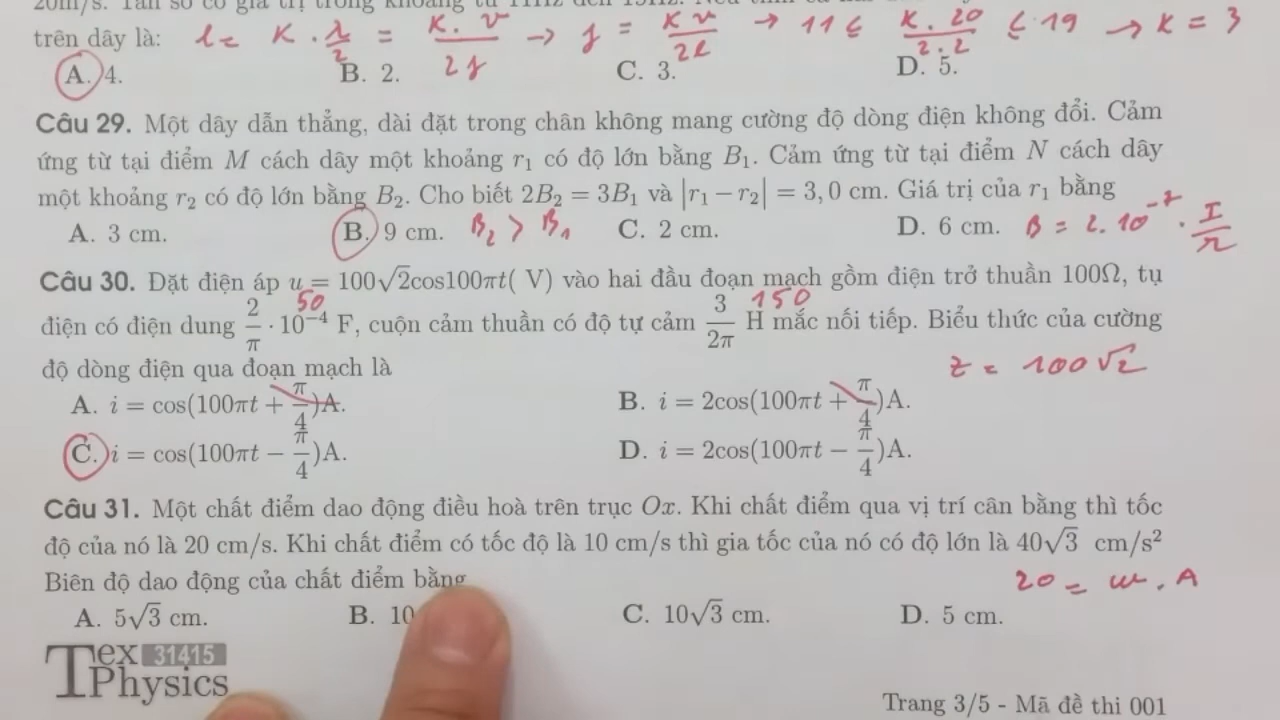 trên dây là: l = K . λ/2 = K.v/2f → f = Kv/2l → 11 ≤ K.20/2.2 ≤ 19 → K = 3
A. 4. B. 2. C. 3. D. 5.
Câu 29. Một dây dẫn thẳng, dài đặt trong chân không mang cường độ dòng điện không đổi. Cảm
ứng từ tại điểm M cách dây một khoảng r₁ có độ lớn bằng B₁. Cảm ứng từ tại điểm N cách dây
một khoảng r₂ có độ lớn bằng B₂. Cho biết 2B₂ = 3B₁ và |r₁ − r₂| = 3,0 cm. Giá trị của r₁ bằng
A. 3 cm. B. 9 cm. B₂ > B₁ C. 2 cm. D. 6 cm. B = 2.10⁻⁷ . I/r
Câu 30. Đặt điện áp u = 100√2cos100πt( V) vào hai đầu đoạn mạch gồm điện trở thuần 100Ω, tụ
50 150
điện có điện dung 2/π · 10⁻⁴ F, cuộn cảm thuần có độ tự cảm 3/2π H mắc nối tiếp. Biểu thức của cường
độ dòng điện qua đoạn mạch là Z = 100√2
A. i = cos(100πt + π/4)A. B. i = 2cos(100πt + π/4)A.
C. i = cos(100πt − π/4)A. D. i = 2cos(100πt − π/4)A.
Câu 31. Một chất điểm dao động điều hoà trên trục Ox. Khi chất điểm qua vị trí cân bằng thì tốc
độ của nó là 20 cm/s. Khi chất điểm có tốc độ là 10 cm/s thì gia tốc của nó có độ lớn là 40√3 cm/s²
Biên độ dao động của chất điểm bằng 20 = ω . A
A. 5√3 cm. B. 10 C. 10√3 cm. D. 5 cm.
Tex 31415
Physics
Trang 3/5 - Mã đề thi 001